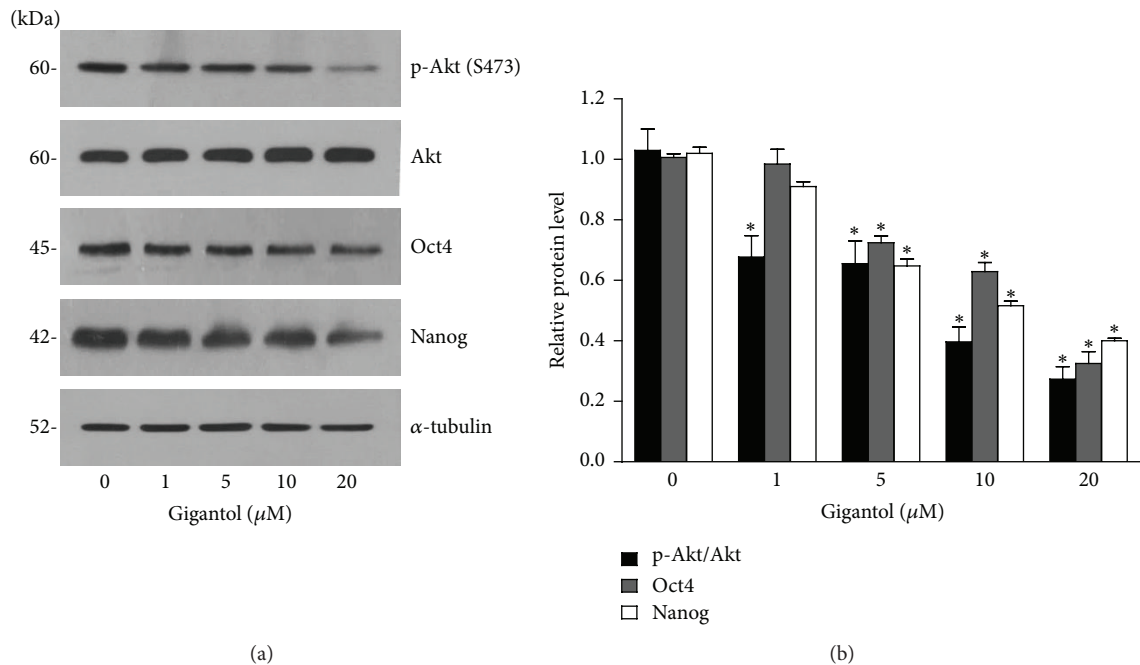 (kDa)
60- p-Akt (S473)
60- Akt
45- Oct4
42- Nanog
52- α-tubulin
0 1 5 10 20
Gigantol (μM)
(a)
Relative protein level
1.2
1.0
0.8
0.6
0.4
0.2
0.0
*
* * *
* * *
* * *
0 1 5 10 20
Gigantol (μM)
p-Akt/Akt
Oct4
Nanog
(b)